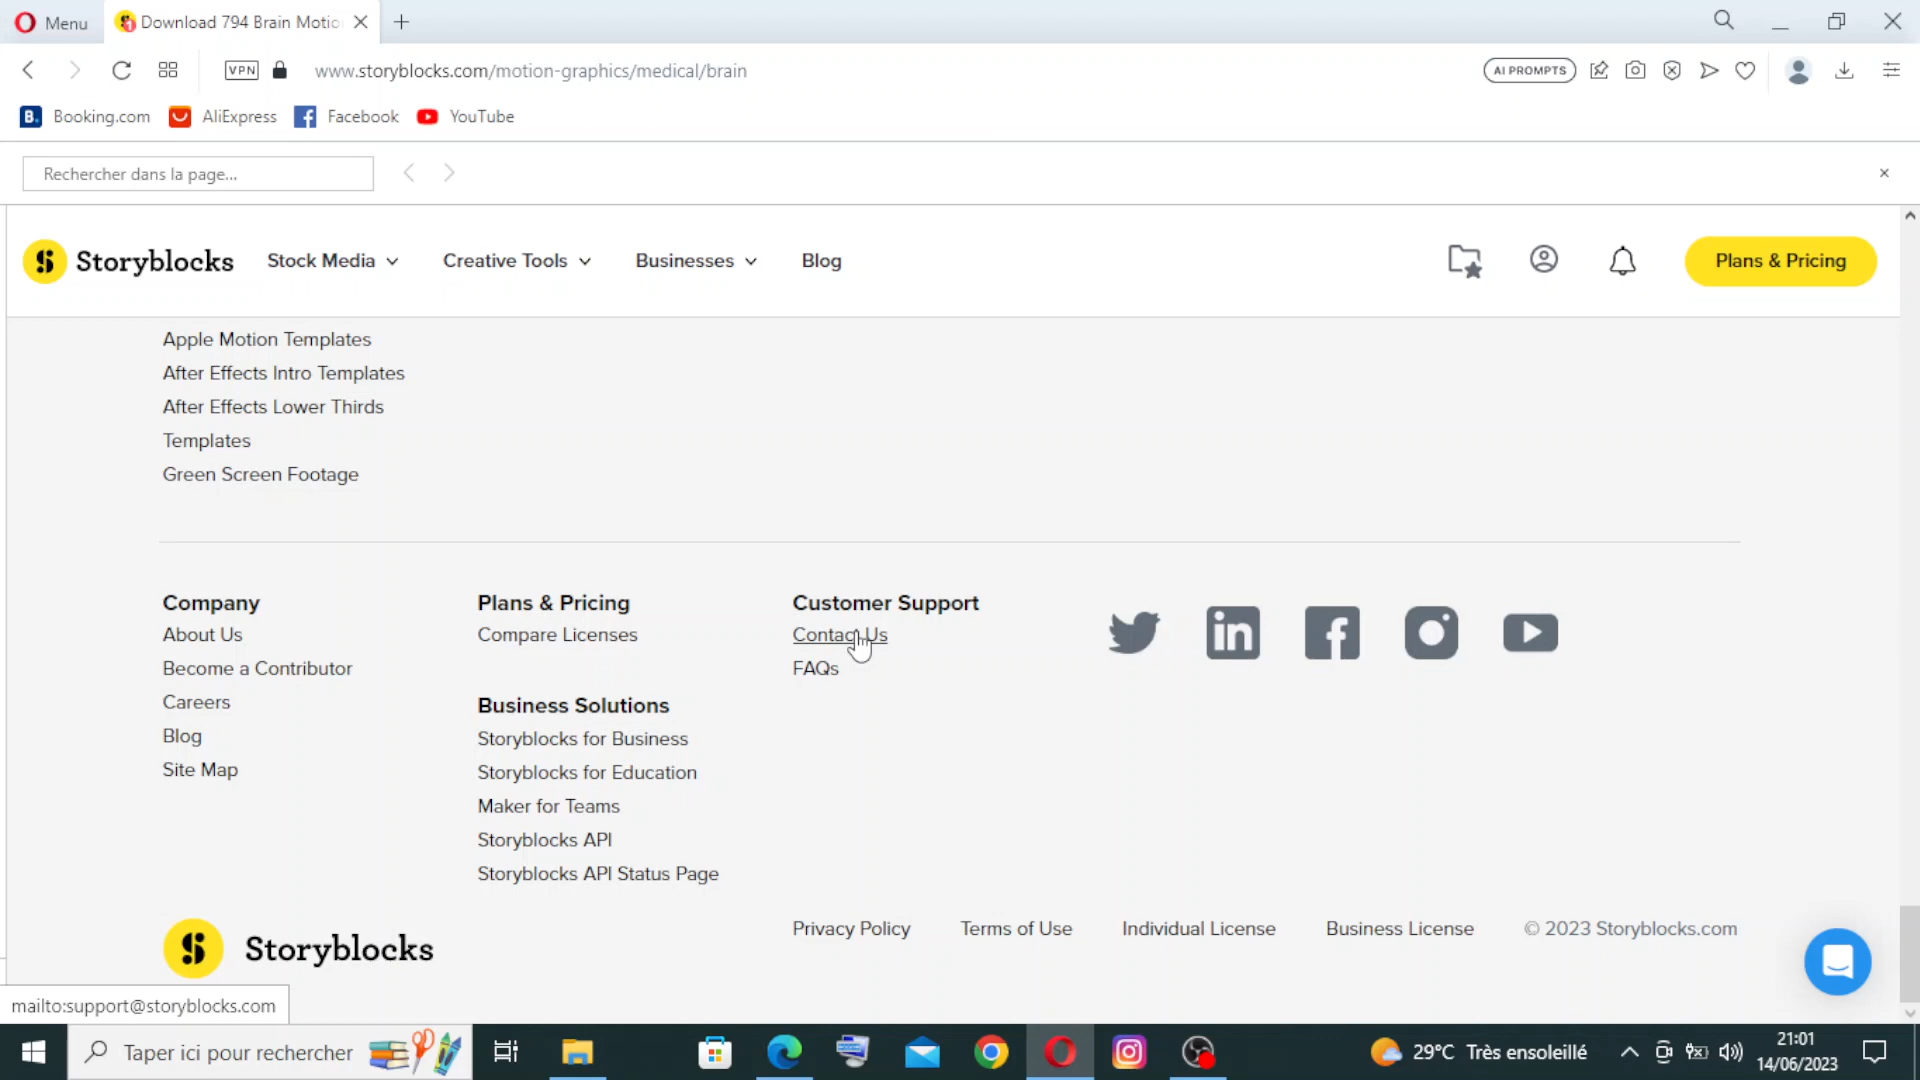 Menu
Download 794 Brain Motio
VPN
www.storyblocks.com/motion-graphics/medical/brain
AI PROMPTS
B. Booking.com
AliExpress
Facebook
YouTube
Rechercher dans la page...
Storyblocks
Stock Media
Creative Tools
Businesses
Blog
Plans & Pricing
Apple Motion Templates
After Effects Intro Templates
After Effects Lower Thirds
Templates
Green Screen Footage
Company
About Us
Become a Contributor
Careers
Blog
Site Map
Plans & Pricing
Compare Licenses
Business Solutions
Storyblocks for Business
Storyblocks for Education
Maker for Teams
Storyblocks API
Storyblocks API Status Page
Customer Support
Contact Us
FAQs
in
Storyblocks
Privacy Policy
Terms of Use
Individual License
Business License
© 2023 Storyblocks.com
mailto:support@storyblocks.com
Taper ici pour rechercher
29°C Très ensoleillé
21:01
14/06/2023